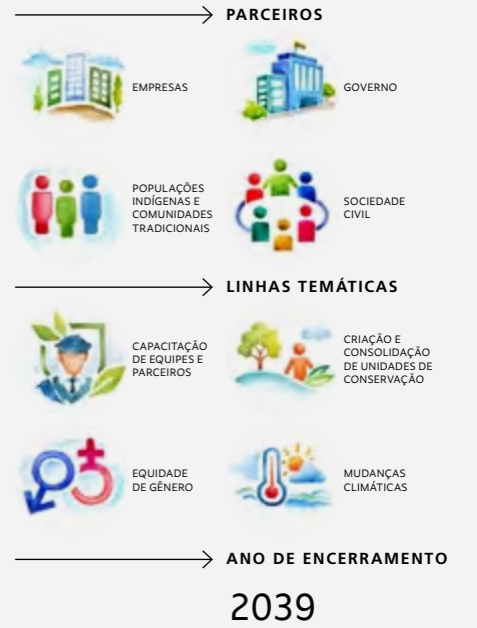 PARCEIROS
EMPRESAS
GOVERNO
POPULAÇÕES
INDÍGENAS E
COMUNIDADES
TRADICIONAIS
SOCIEDADE
CIVIL
LINHAS TEMÁTICAS
CAPACITAÇÃO
DE EQUIPES E
PARCEIROS
CRIAÇÃO E
CONSOLIDAÇÃO
DE UNIDADES DE
CONSERVAÇÃO
EQUIDADE
DE GÊNERO
MUDANÇAS
CLIMÁTICAS
ANO DE ENCERRAMENTO
2039